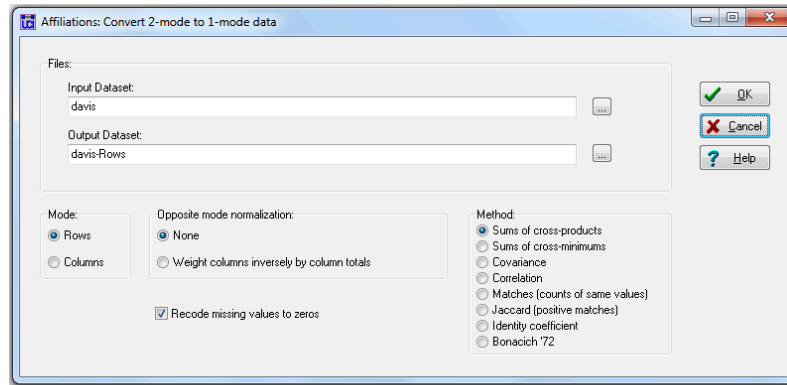 Affiliations: Convert 2-mode to 1-mode data
Files:
Input Dataset:
davis
...
Output Dataset:
davis-Rows
...
OK
Cancel
Help
Mode:
Rows
Columns
Opposite mode normalization:
None
Weight columns inversely by column totals
Recode missing values to zeros
Method:
Sums of cross-products
Sums of cross-minimums
Covariance
Correlation
Matches (counts of same values)
Jaccard (positive matches)
Identity coefficient
Bonacich '72